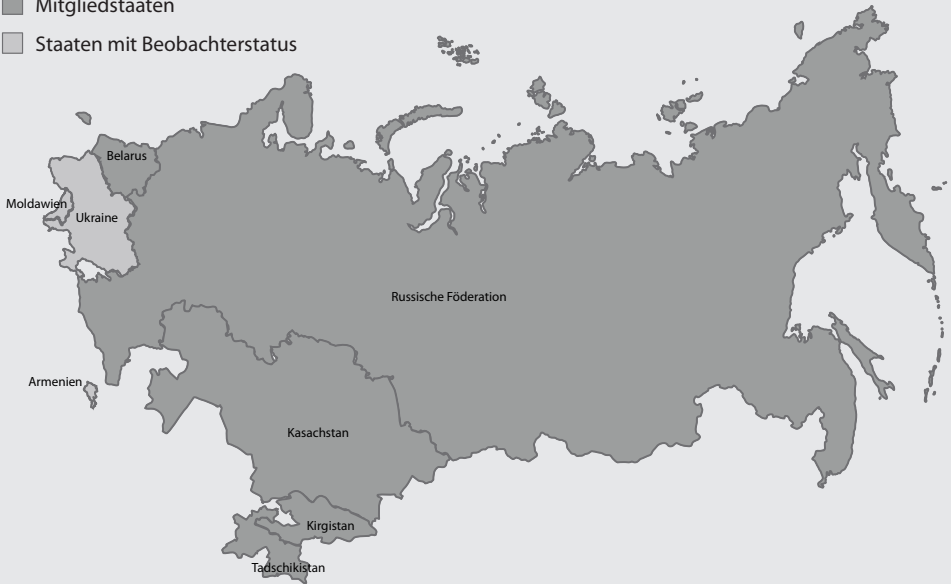 Mitgliedstaaten
Staaten mit Beobachterstatus
Belarus
Moldawien
Ukraine
Russische Föderation
Armenien
Kasachstan
Kirgistan
Tadschikistan